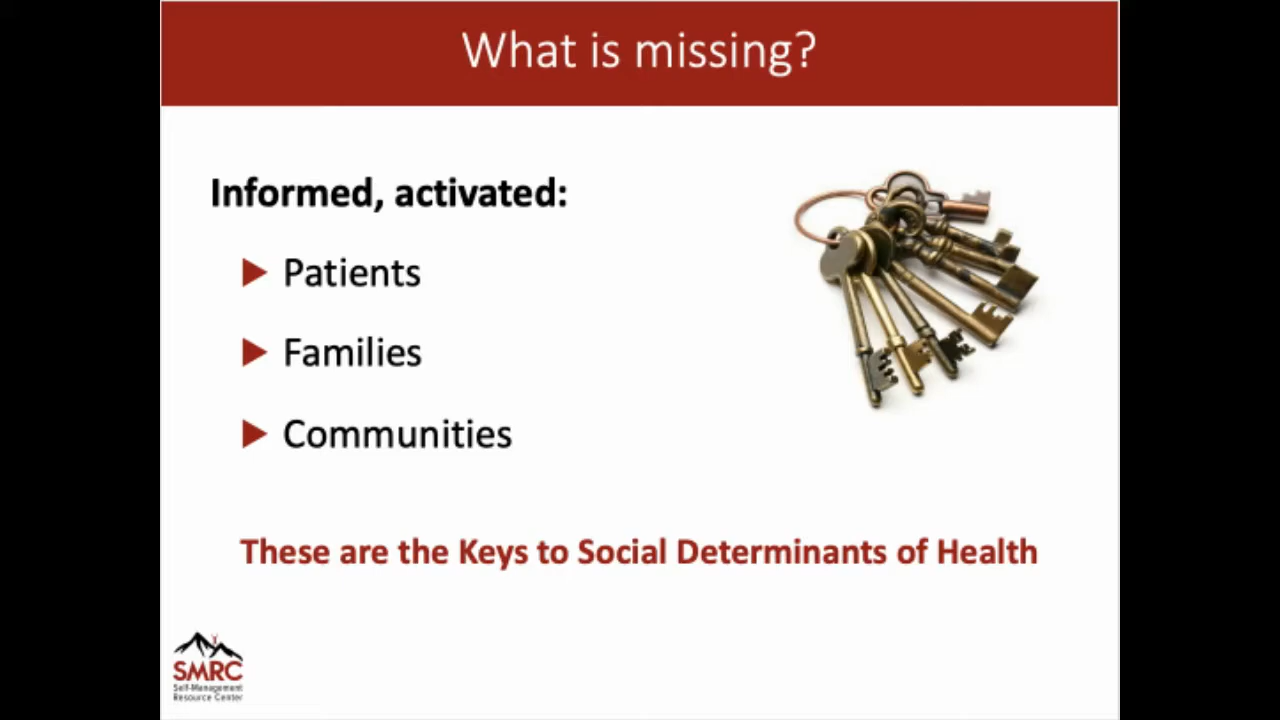 What is missing?
Informed, activated:
Patients
Families
Communities
These are the Keys to Social Determinants of Health
SMRC
Self-Management
Resource Center